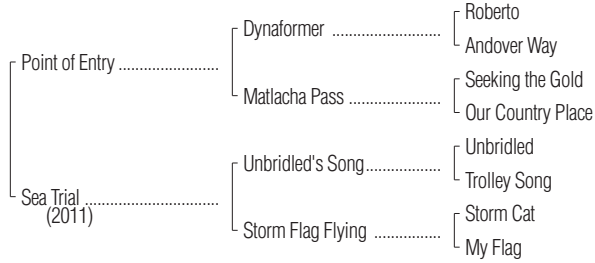 Roberto
Dynaformer ....................
Andover Way
Point of Entry ........................
Seeking the Gold
Matlacha Pass ......................
Our Country Place
Unbridled
Unbridled's Song..................
Trolley Song
Sea Trial ................................
(2011)
Storm Cat
Storm Flag Flying ................
My Flag